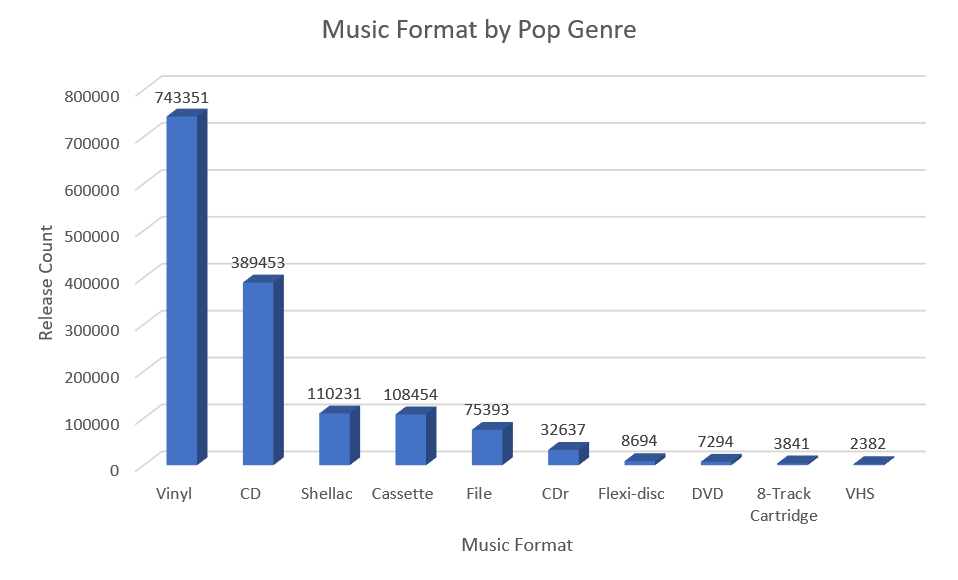 Music Format by Pop Genre
Release Count
800000
700000
600000
500000
400000
300000
200000
100000
0
743351
389453
110231
108454
75393
32637
8694
7294
3841
2382
Vinyl
CD
Shellac
Cassette
File
CDr
Flexi-disc
DVD
8-Track
Cartridge
VHS
Music Format